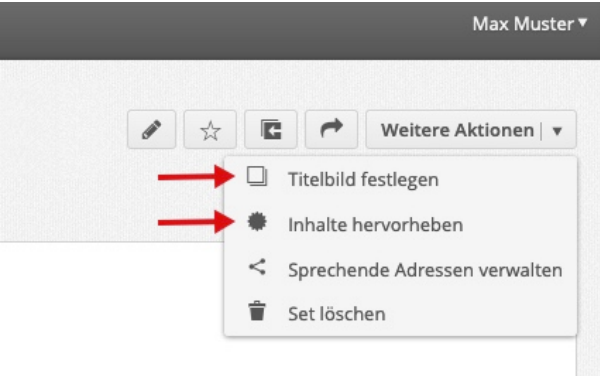 Max Muster
Weitere Aktionen
Titelbild festlegen
Inhalte hervorheben
Sprechende Adressen verwalten
Set löschen